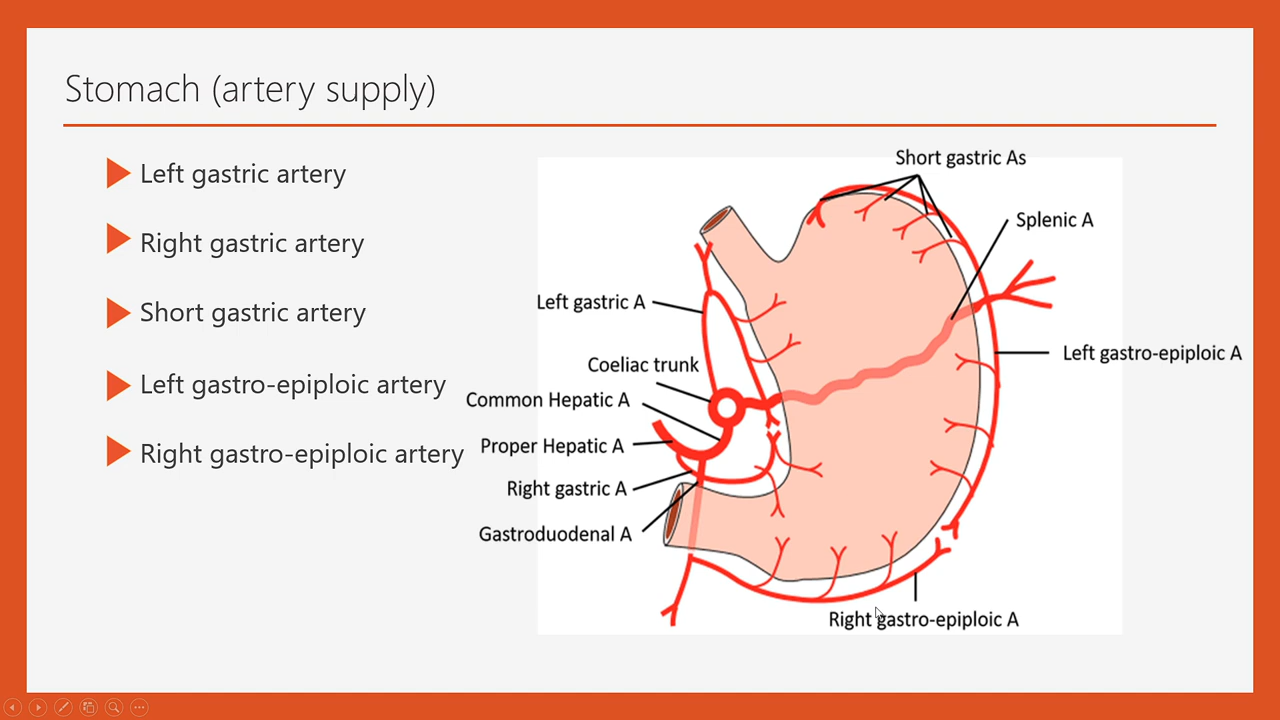 Stomach (artery supply)
Left gastric artery
Right gastric artery
Short gastric artery
Left gastro-epiploic artery
Right gastro-epiploic artery
Short gastric As
Splenic A
Left gastric A
Left gastro-epiploic A
Coeliac trunk
Common Hepatic A
Proper Hepatic A
Right gastric A
Gastroduodenal A
Right gastro-epiploic A